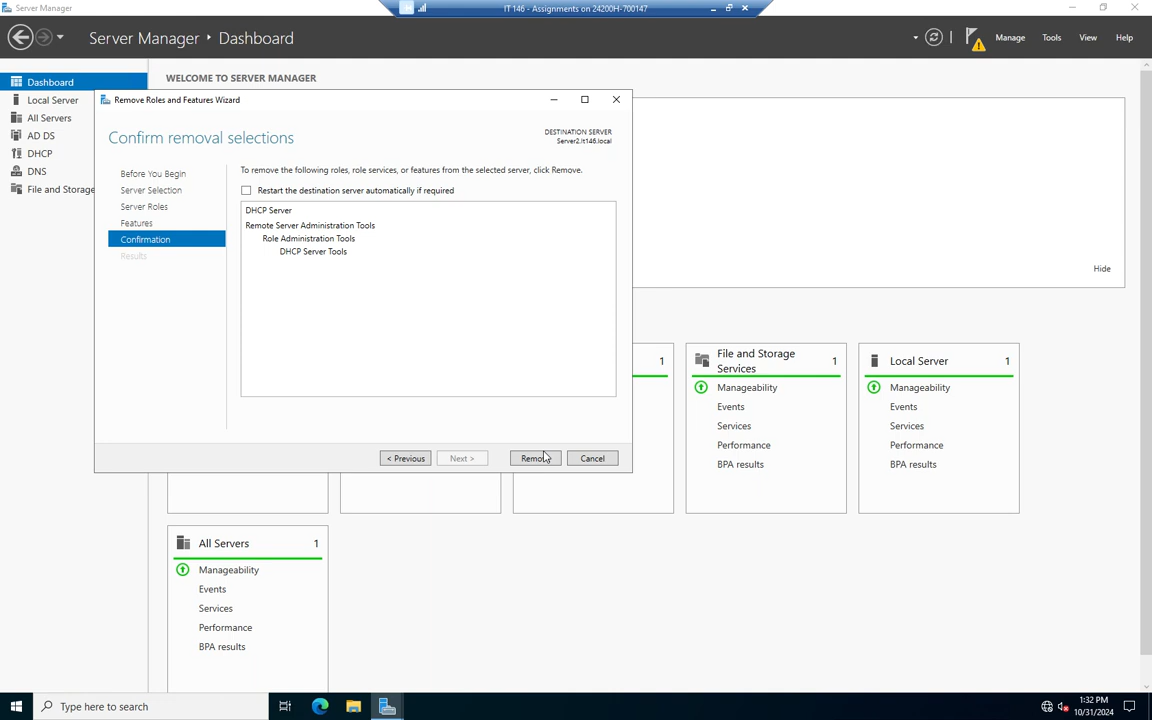 Server Manager
IT 146 - Assignments on 24200H-700147
Server Manager
Dashboard
Manage
Tools
View
Help
Dashboard
Local Server
All Servers
AD DS
DHCP
DNS
File and Storage
WELCOME TO SERVER MANAGER
Remove Roles and Features Wizard
Confirm removal selections
DESTINATION SERVER
Server2.It146.local
Before You Begin
Server Selection
Server Roles
Features
Confirmation
Results
To remove the following roles, role services, or features from the selected server, click Remove.
Restart the destination server automatically if required
DHCP Server
Remote Server Administration Tools
Role Administration Tools
DHCP Server Tools
< Previous
Next >
Remove
Cancel
Hide
1
File and Storage
Services
1
Manageability
Events
Services
Performance
BPA results
Local Server
1
Manageability
Events
Services
Performance
BPA results
All Servers
1
Manageability
Events
Services
Performance
BPA results
Type here to search
1:32 PM
10/31/2024